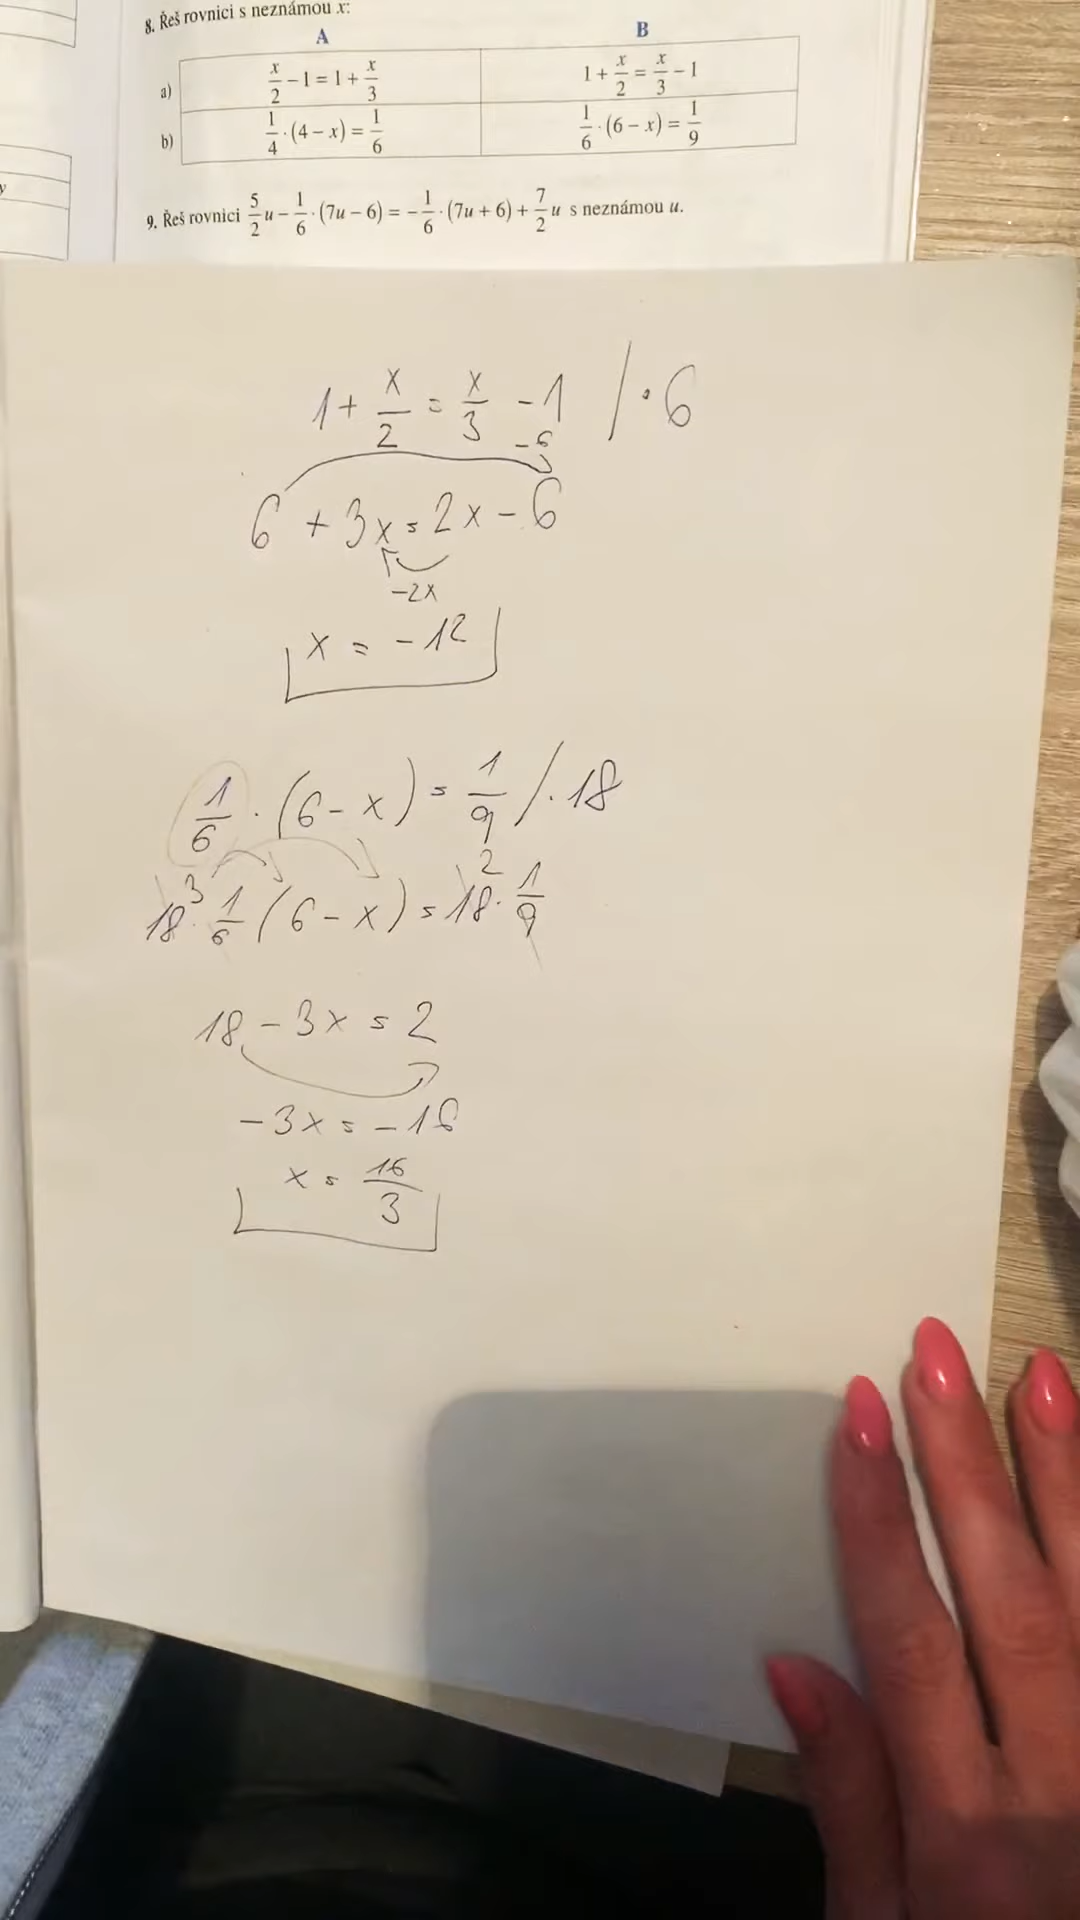 8. Řeš rovnici s neznámou x:
A B
a) x/2 − 1 = 1 + x/3 1 + x/2 = x/3 − 1
b) 1/4 · (4 − x) = 1/6 1/6 · (6 − x) = 1/9
y
9. Řeš rovnici 5/2 u − 1/6 · (7u − 6) = − 1/6 · (7u + 6) + 7/2 u s neznámou u.
1 + x/2 = x/3 − 1 / · 6
−6
6 + 3x = 2x − 6
−2x
x = −12
1/6 · (6 − x) = 1/9 / · 18
3 2
18 · 1/6 (6 − x) = 18 · 1/9
18 − 3x = 2
−3x = −16
x = 16/3